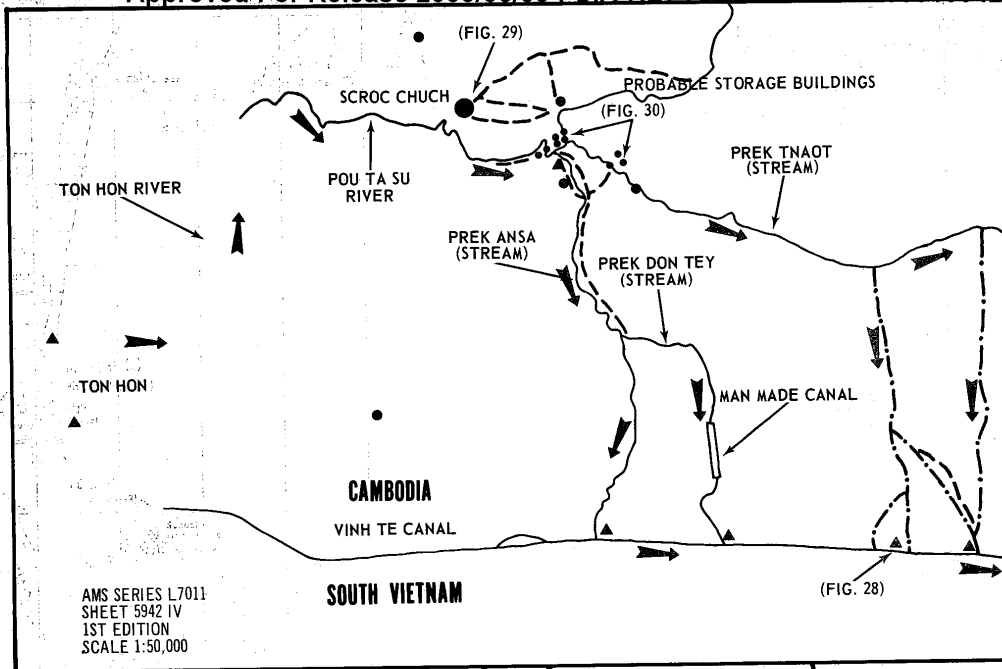 (FIG. 29)
PROBABLE STORAGE BUILDINGS
SCROC CHUCH
(FIG. 30)
PREK TNAOT
(STREAM)
POU TA SU
RIVER
TON HON RIVER
PREK ANSA
(STREAM)
PREK DON TEY
(STREAM)
TON HON
MAN MADE CANAL
CAMBODIA
VINH TE CANAL
(FIG. 28)
SOUTH VIETNAM
AMS SERIES L7011
SHEET 5942 IV
1ST EDITION
SCALE 1:50,000